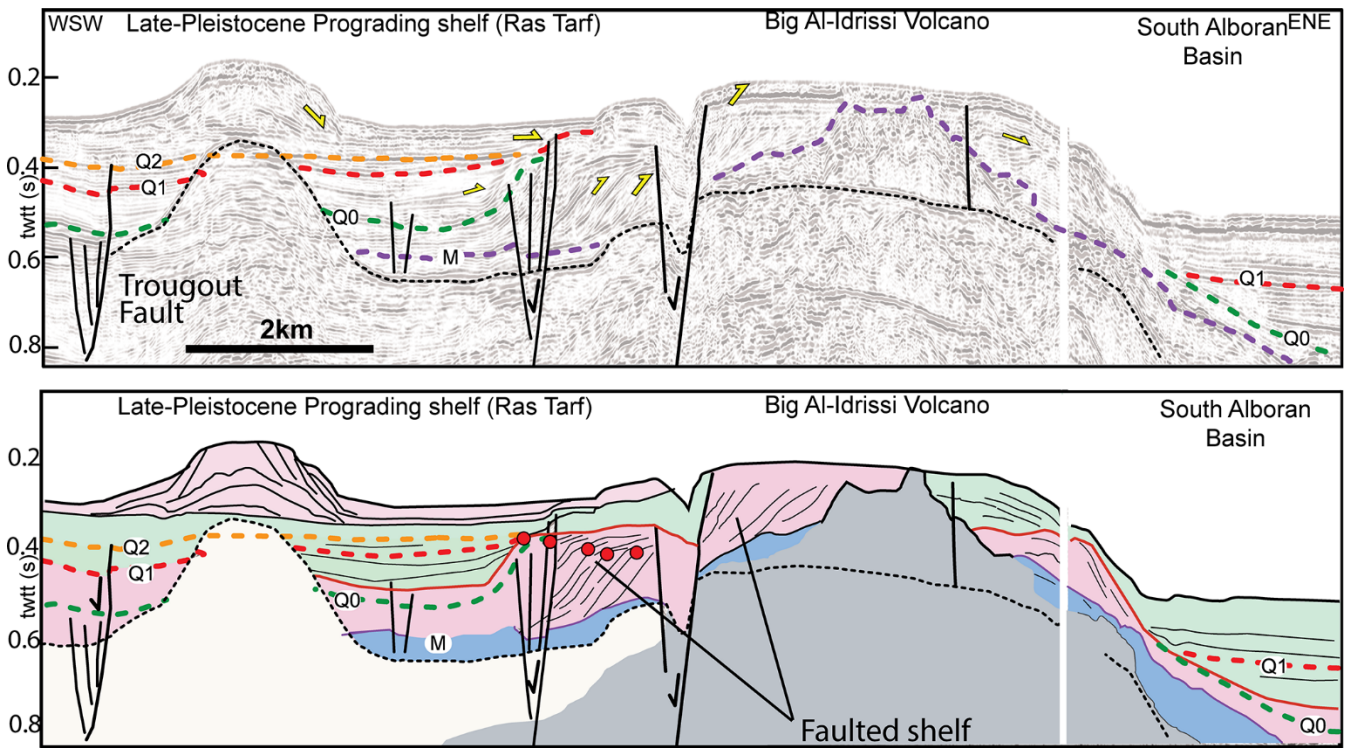 WSW Late-Pleistocene Prograding shelf (Ras Tarf) Big Al-Idrissi Volcano South Alboran ENE
Basin
0.2
0.4
0.6
0.8
twtt (s)
Q2
Q1
Q0
M
Q1
Q0
Trougout
Fault
2km
Late-Pleistocene Prograding shelf (Ras Tarf) Big Al-Idrissi Volcano South Alboran
Basin
0.2
0.4
0.6
0.8
twtt (s)
Q2
Q1
Q0
M
Q1
Q0
Faulted shelf